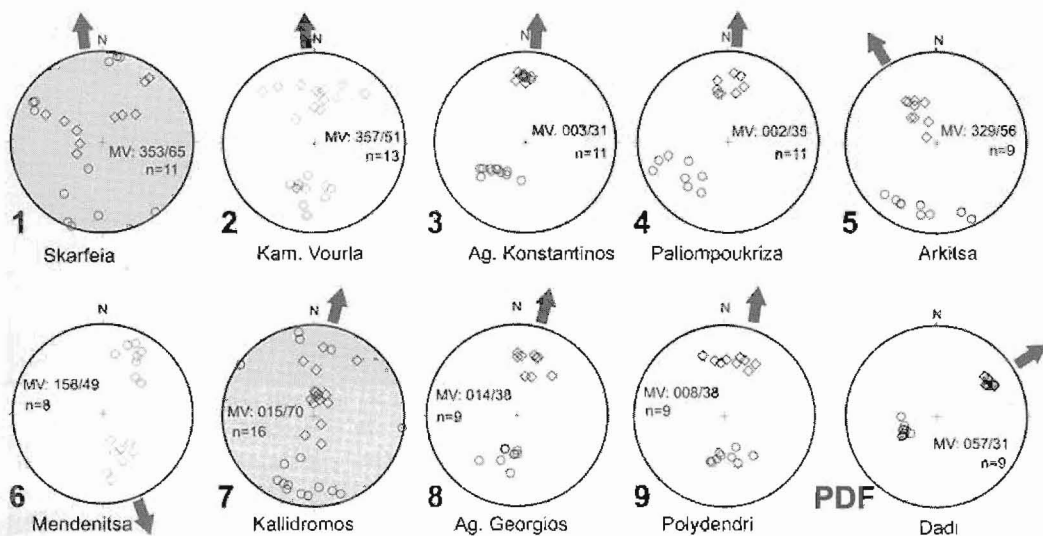 N
MV: 353/65
n=11
1
Skarfeia
N
MV: 357/51
n=13
2
Kam. Vourla
N
MV. 003/31
n=11
3
Ag. Konstantinos
N
MV: 002/35
n=11
4
Paliompoukriza
N
MV: 329/56
n=9
5
Arkitsa
N
MV: 158/49
n=8
6
Mendenitsa
N
MV: 015/70
n=16
7
Kallidromos
N
MV: 014/38
n=9
8
Ag. Georgios
N
MV: 008/38
n=9
9
Polydendri
N
MV: 057/31
n=9
PDF
Dadi